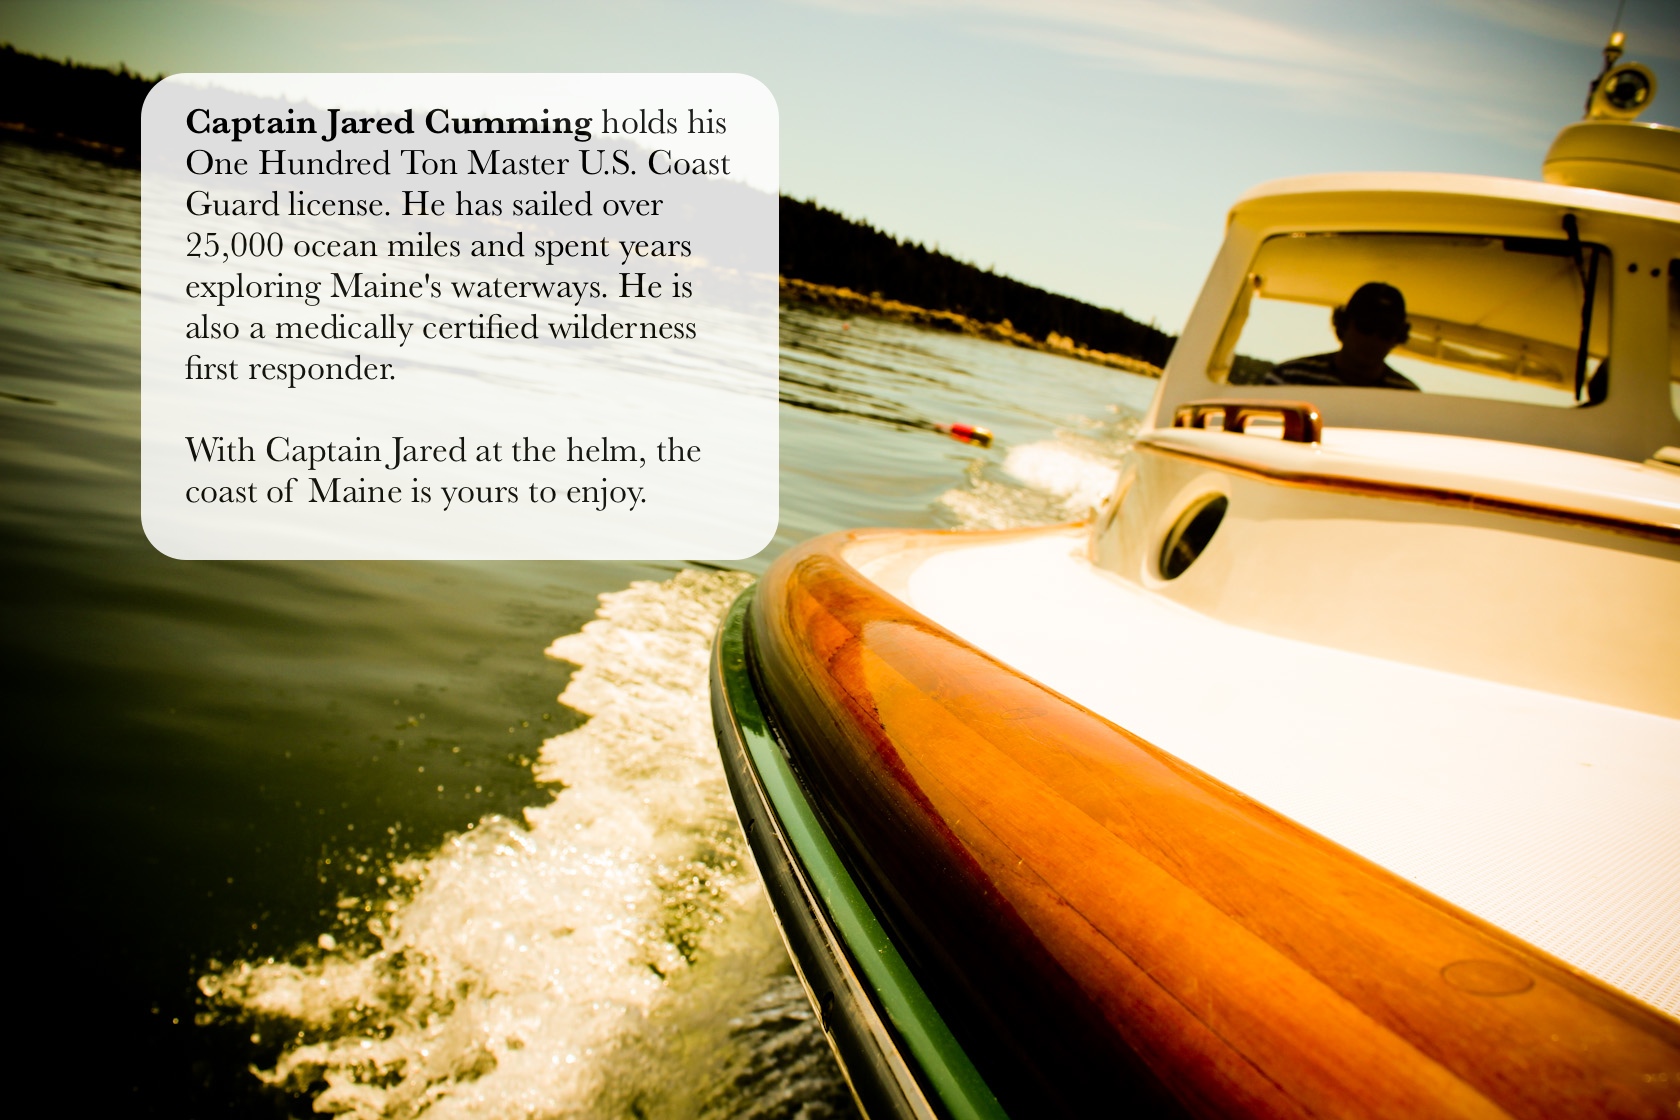 Captain Jared Cumming holds his
One Hundred Ton Master U.S. Coast
Guard license. He has sailed over
25,000 ocean miles and spent years
exploring Maine's waterways. He is
also a medically certified wilderness
first responder.
With Captain Jared at the helm, the
coast of Maine is yours to enjoy.